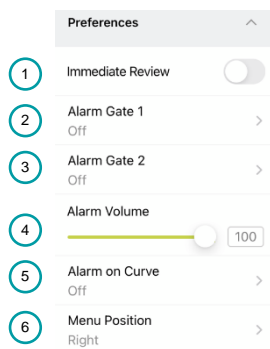 Preferences
1 Immediate Review
2 Alarm Gate 1
Off
3 Alarm Gate 2
Off
Alarm Volume
4 100
5 Alarm on Curve
Off
6 Menu Position
Right